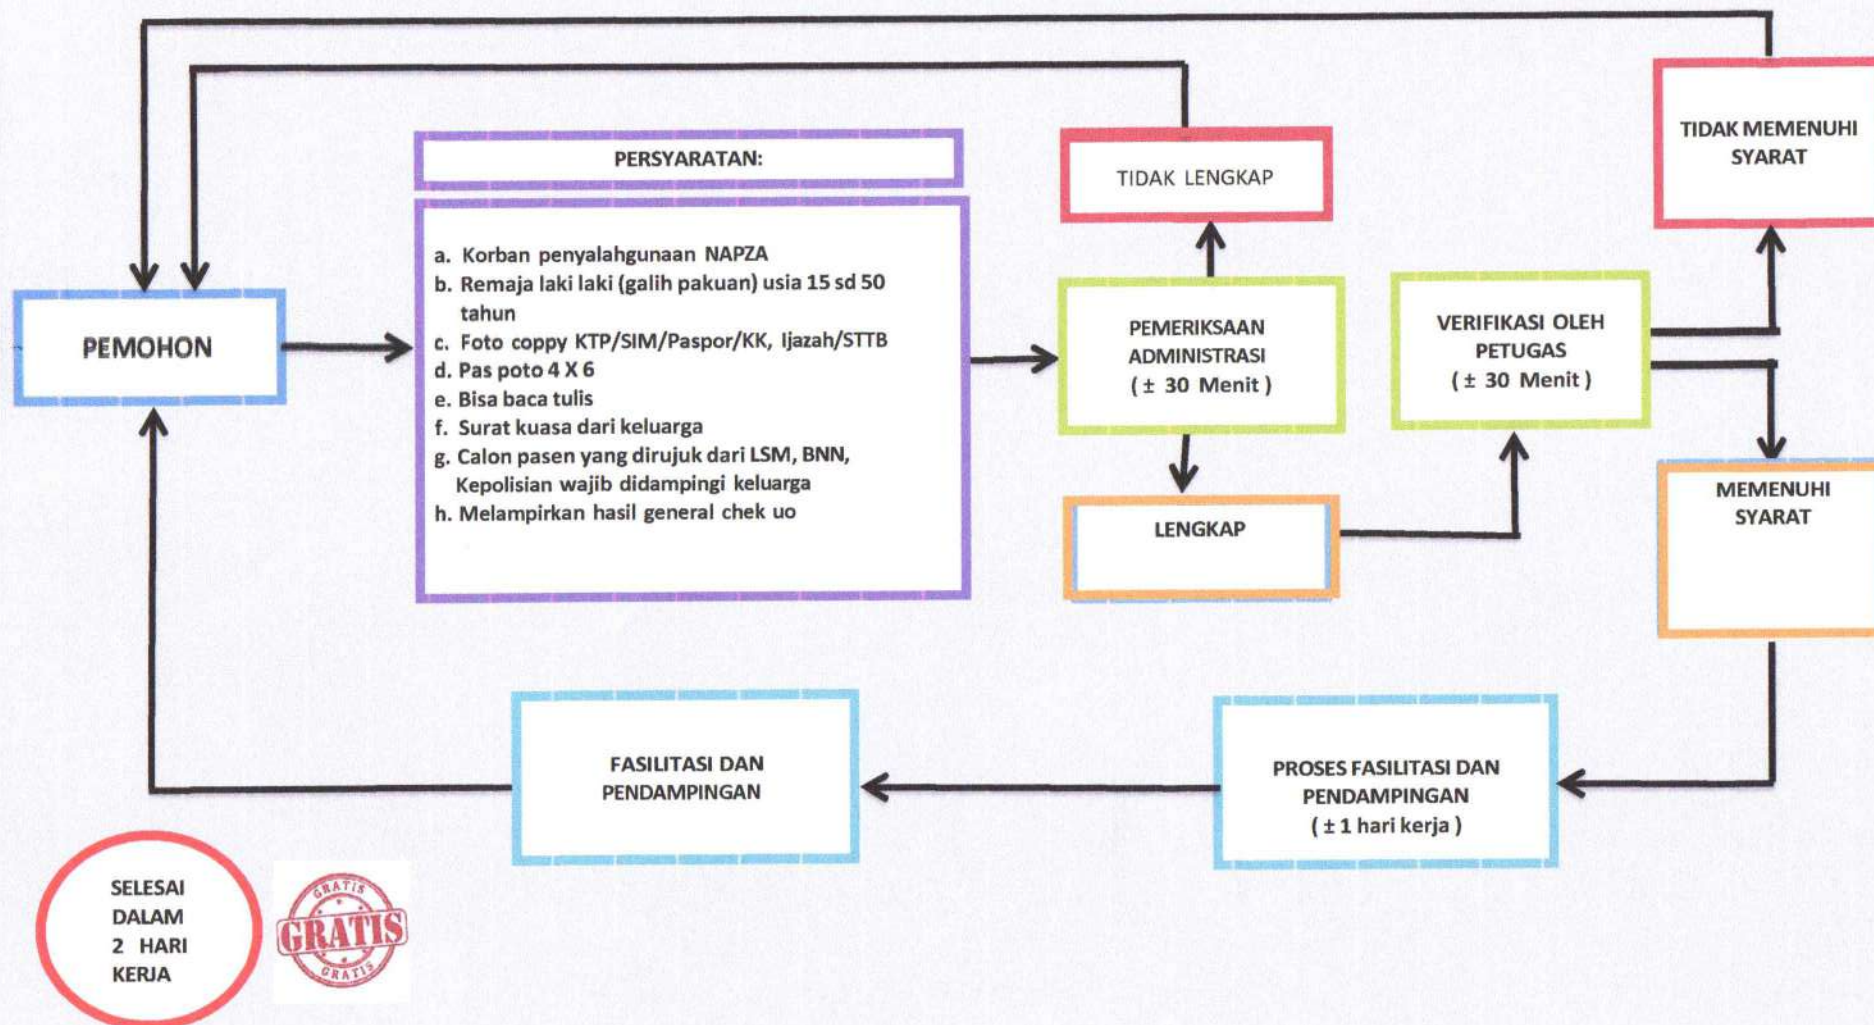 PEMOHON
PERSYARATAN:
a. Korban penyalahgunaan NAPZA
b. Remaja laki laki (galih pakuan) usia 15 sd 50
tahun
c. Foto coppy KTP/SIM/Paspor/KK, Ijazah/STTB
d. Pas poto 4 X 6
e. Bisa baca tulis
f. Surat kuasa dari keluarga
g. Calon pasen yang dirujuk dari LSM, BNN,
Kepolisian wajib didampingi keluarga
h. Melampirkan hasil general chek uo
TIDAK LENGKAP
PEMERIKSAAN
ADMINISTRASI
( ± 30 Menit )
LENGKAP
VERIFIKASI OLEH
PETUGAS
( ± 30 Menit )
TIDAK MEMENUHI
SYARAT
MEMENUHI
SYARAT
PROSES FASILITASI DAN
PENDAMPINGAN
( ± 1 hari kerja )
FASILITASI DAN
PENDAMPINGAN
SELESAI
DALAM
2 HARI
KERJA
GRATIS
GRATIS
GRATIS